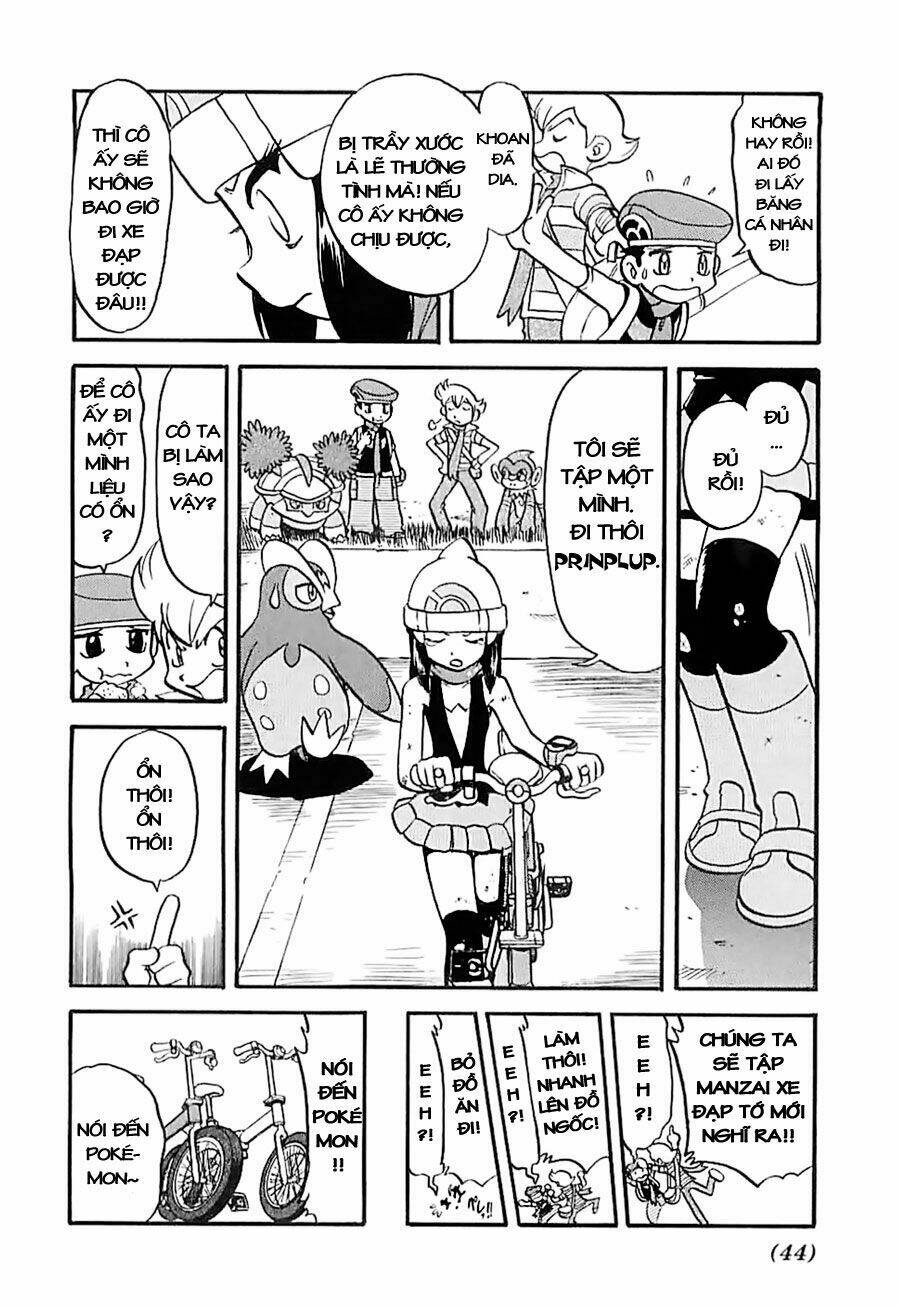 KHÔNG
HAY RỒI!
AI ĐÓ
ĐI LẤY
BĂNG
CÁ NHÂN
ĐI!
KHOAN
ĐÃ
DIA.
BỊ TRẦY XƯỚC
LÀ LẼ THƯỜNG
TÌNH MÀ! NẾU
CÔ ẤY KHÔNG
CHỊU ĐƯỢC,
THÌ CÔ
ẤY SẼ
KHÔNG
BAO GIỜ
ĐI XE
ĐẠP
ĐƯỢC
ĐÂU!!
ĐỦ
...
ĐỦ
RỒI!
TÔI SẼ
TẬP MỘT
MÌNH.
ĐI THÔI
PRINPLUP.
CÔ TA
BỊ LÀM
SAO
VẬY?
ĐỂ CÔ
ẤY ĐI
MỘT
MÌNH
LIỆU
CÓ ỔN
?
ỔN
THÔI!
ỔN
THÔI!
CHÚNG TA
SẼ TẬP
MANZAI XE
ĐẠP TỚ MỚI
NGHĨ RA!!
E
E
H
?!
LÀM
THÔI!
NHANH
LÊN ĐỒ
NGỐC!
E
E
H
?!
BỎ
ĐỒ
ĂN
ĐI!
E
E
H
?!
NÓI
ĐẾN
POKÉ
MON
!!
NÓI ĐẾN
POKÉ-
MON~
(44)